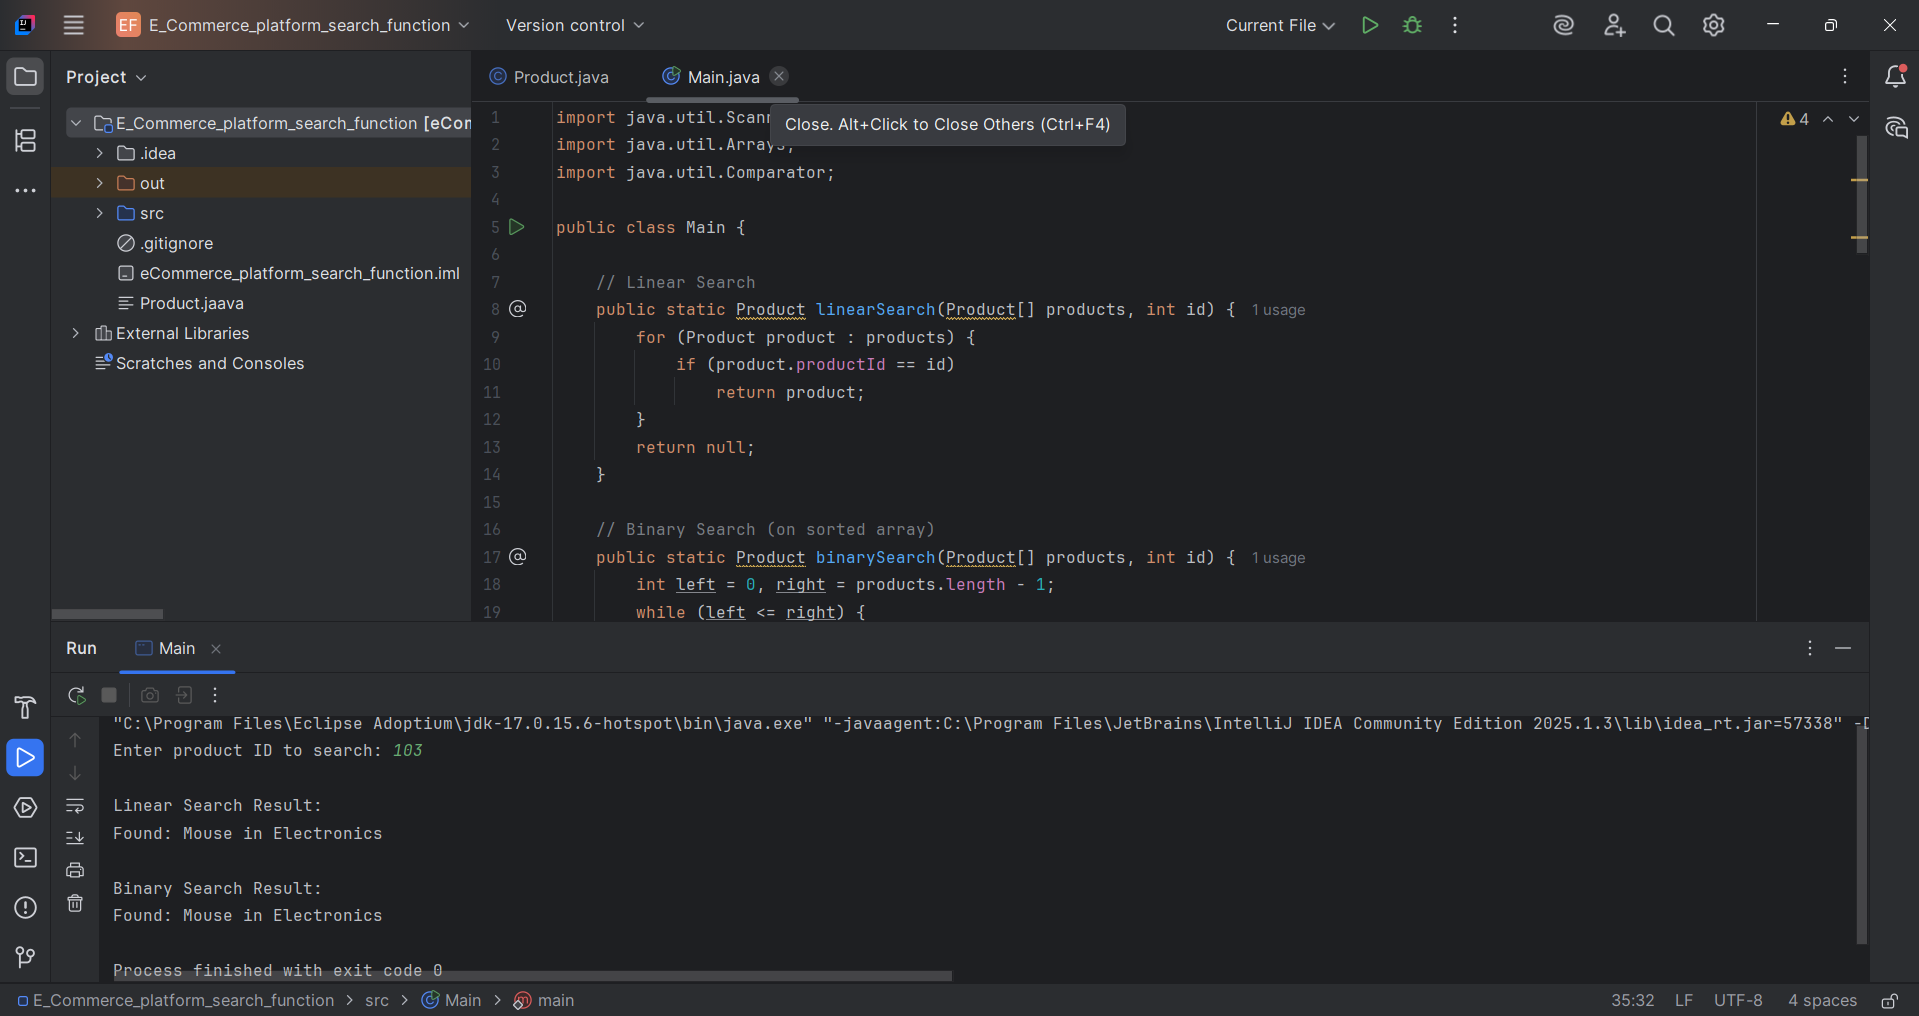 EF E_Commerce_platform_search_function
Version control
Current File
Project
E_Commerce_platform_search_function [eCon
.idea
out
src
.gitignore
eCommerce_platform_search_function.iml
Product.jaava
External Libraries
Scratches and Consoles
Product.java
Main.java
Close. Alt+Click to Close Others (Ctrl+F4)
4
1 import java.util.Scann
2 import java.util.Arrays;
3 import java.util.Comparator;
4
5 public class Main {
6
7 // Linear Search
8 public static Product linearSearch(Product[] products, int id) { 1 usage
9 for (Product product : products) {
10 if (product.productId == id)
11 return product;
12 }
13 return null;
14 }
15
16 // Binary Search (on sorted array)
17 public static Product binarySearch(Product[] products, int id) { 1 usage
18 int left = 0, right = products.length - 1;
19 while (left <= right) {
Run
Main
"C:\Program Files\Eclipse Adoptium\jdk-17.0.15.6-hotspot\bin\java.exe" "-javaagent:C:\Program Files\JetBrains\IntelliJ IDEA Community Edition 2025.1.3\lib\idea_rt.jar=57338" -D
Enter product ID to search: 103
Linear Search Result:
Found: Mouse in Electronics
Binary Search Result:
Found: Mouse in Electronics
Process finished with exit code 0
E_Commerce_platform_search_function > src > Main > main
35:32 LF UTF-8 4 spaces